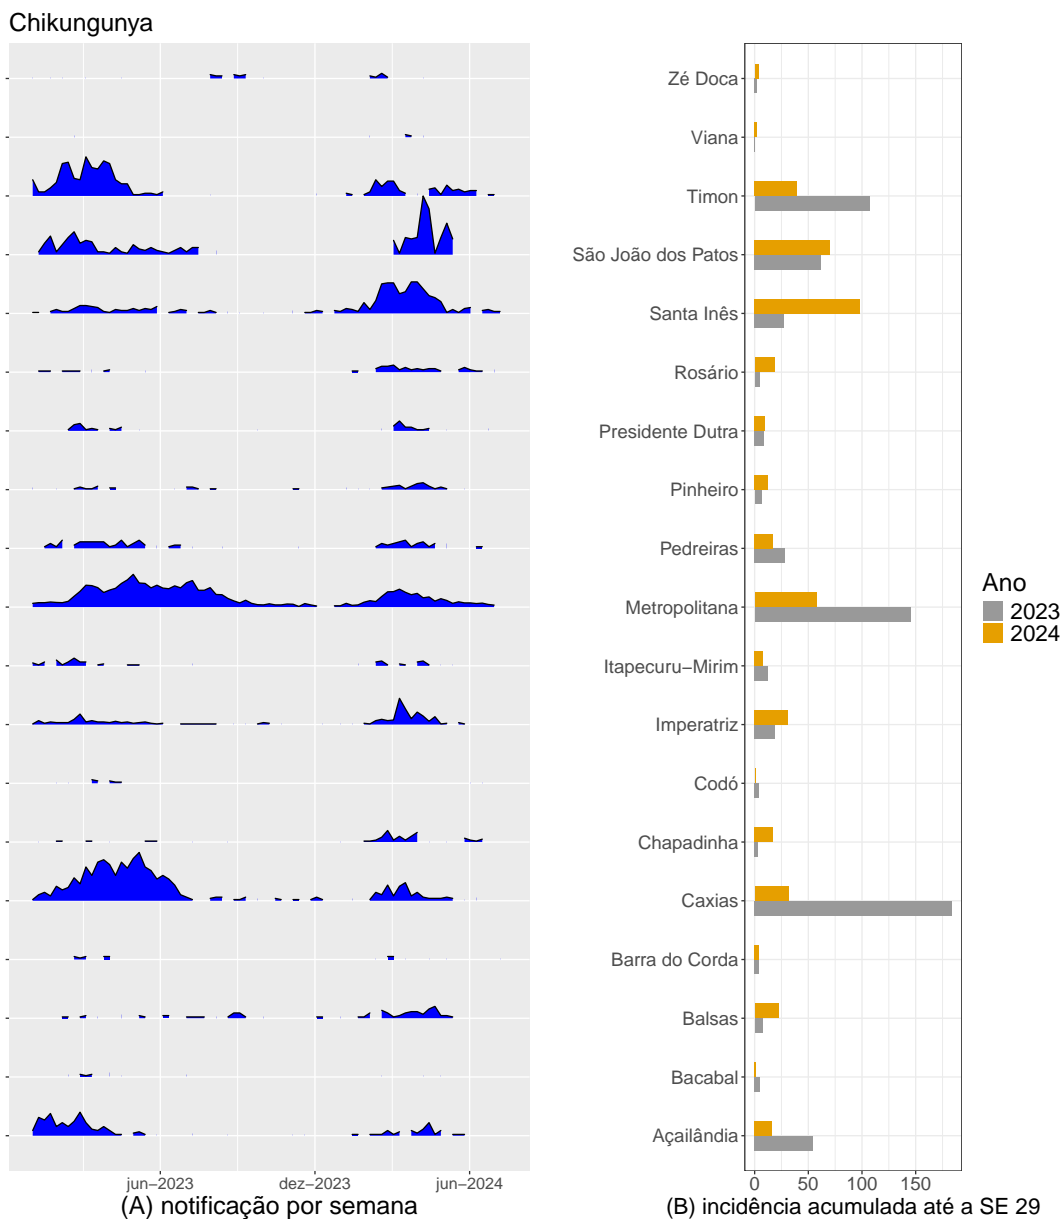 Chikungunya
Zé Doca
Viana
Timon
São João dos Patos
Santa Inês
Rosário
Presidente Dutra
Pinheiro
Pedreiras
Metropolitana
Itapecuru−Mirim
Imperatriz
Codó
Chapadinha
Caxias
Barra do Corda
Balsas
Bacabal
Açailândia
Ano
2023
2024
jun−2023 dez−2023 jun−2024
0 50 100 150
(A) notificação por semana
(B) incidência acumulada até a SE 29